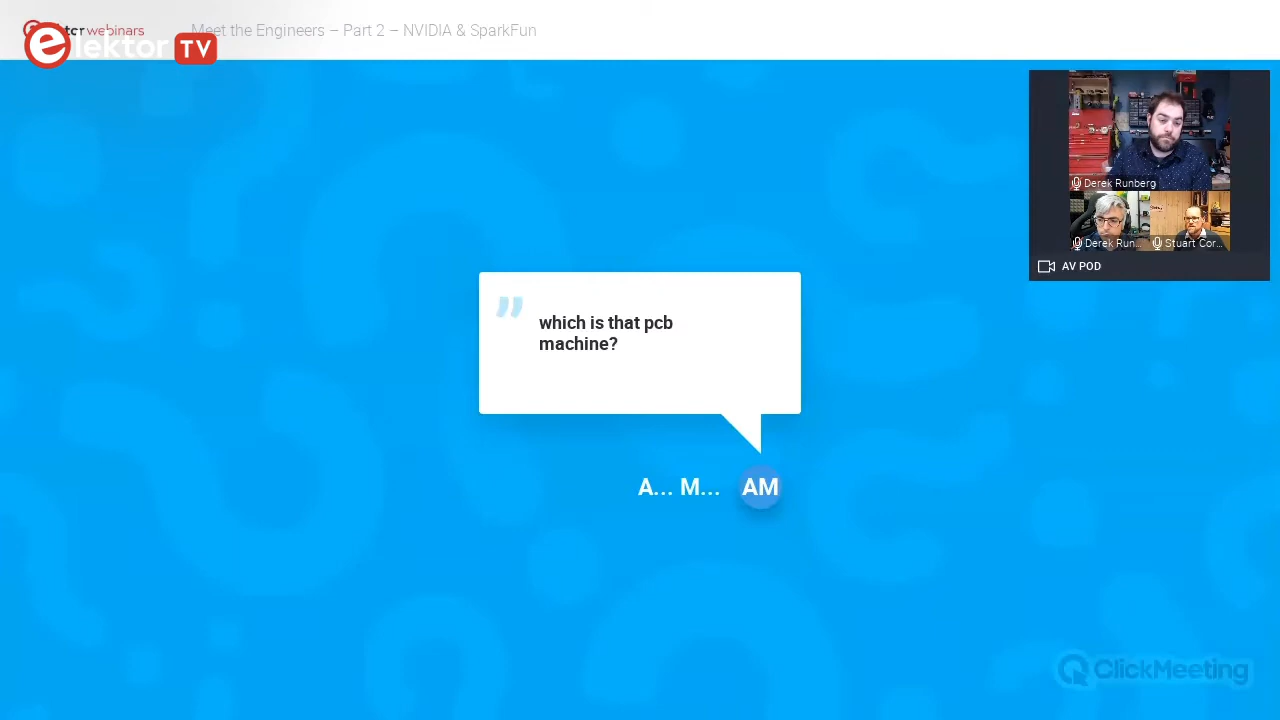 webinars
Meet the Engineers – Part 2 – NVIDIA & SparkFun
elektor TV
Derek Runberg
Derek Run...
Stuart Cor...
AV POD
which is that pcb
machine?
A... M...
AM
ClickMeeting